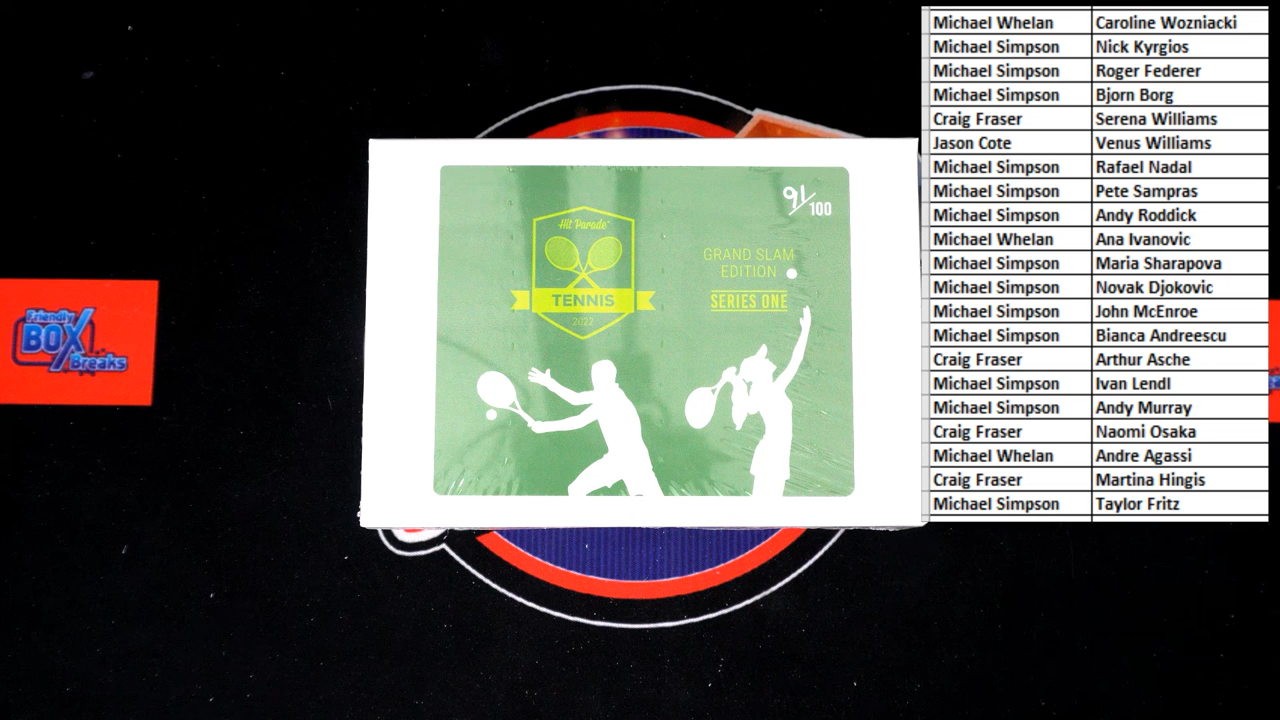 Friendly
BOX
Breaks
Hit Parade
TENNIS
2022
91/100
GRAND SLAM
EDITION
SERIES ONE
Michael Whelan Caroline Wozniacki
Michael Simpson Nick Kyrgios
Michael Simpson Roger Federer
Michael Simpson Bjorn Borg
Craig Fraser Serena Williams
Jason Cote Venus Williams
Michael Simpson Rafael Nadal
Michael Simpson Pete Sampras
Michael Simpson Andy Roddick
Michael Whelan Ana Ivanovic
Michael Simpson Maria Sharapova
Michael Simpson Novak Djokovic
Michael Simpson John McEnroe
Michael Simpson Bianca Andreescu
Craig Fraser Arthur Asche
Michael Simpson Ivan Lendl
Michael Simpson Andy Murray
Craig Fraser Naomi Osaka
Michael Whelan Andre Agassi
Craig Fraser Martina Hingis
Michael Simpson Taylor Fritz